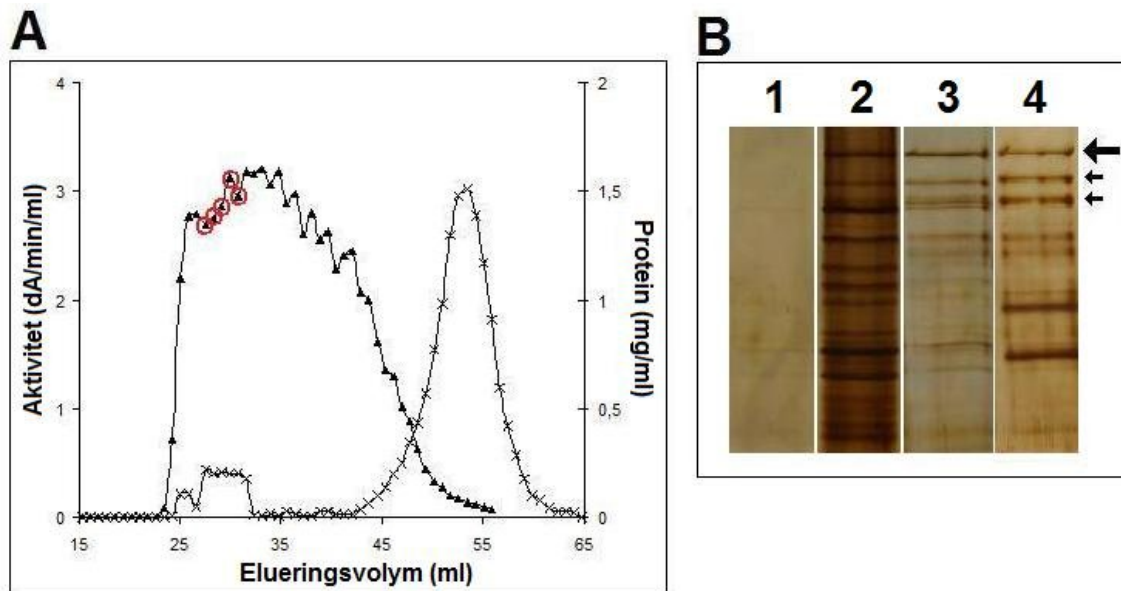 A
Aktivitet (dA/min/ml)
4
3
2
1
0
2
1,5
1
0,5
0
Protein (mg/ml)
15 25 35 45 55 65
Elueringsvolym (ml)
B
1 2 3 4